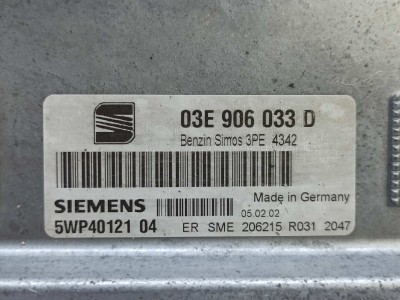 03E 906 033 D
Benzin Simos 3PE 4342
Made in Germany
SIEMENS
05.02.02
5WP40121 04
ER SME 206215 R031 2047